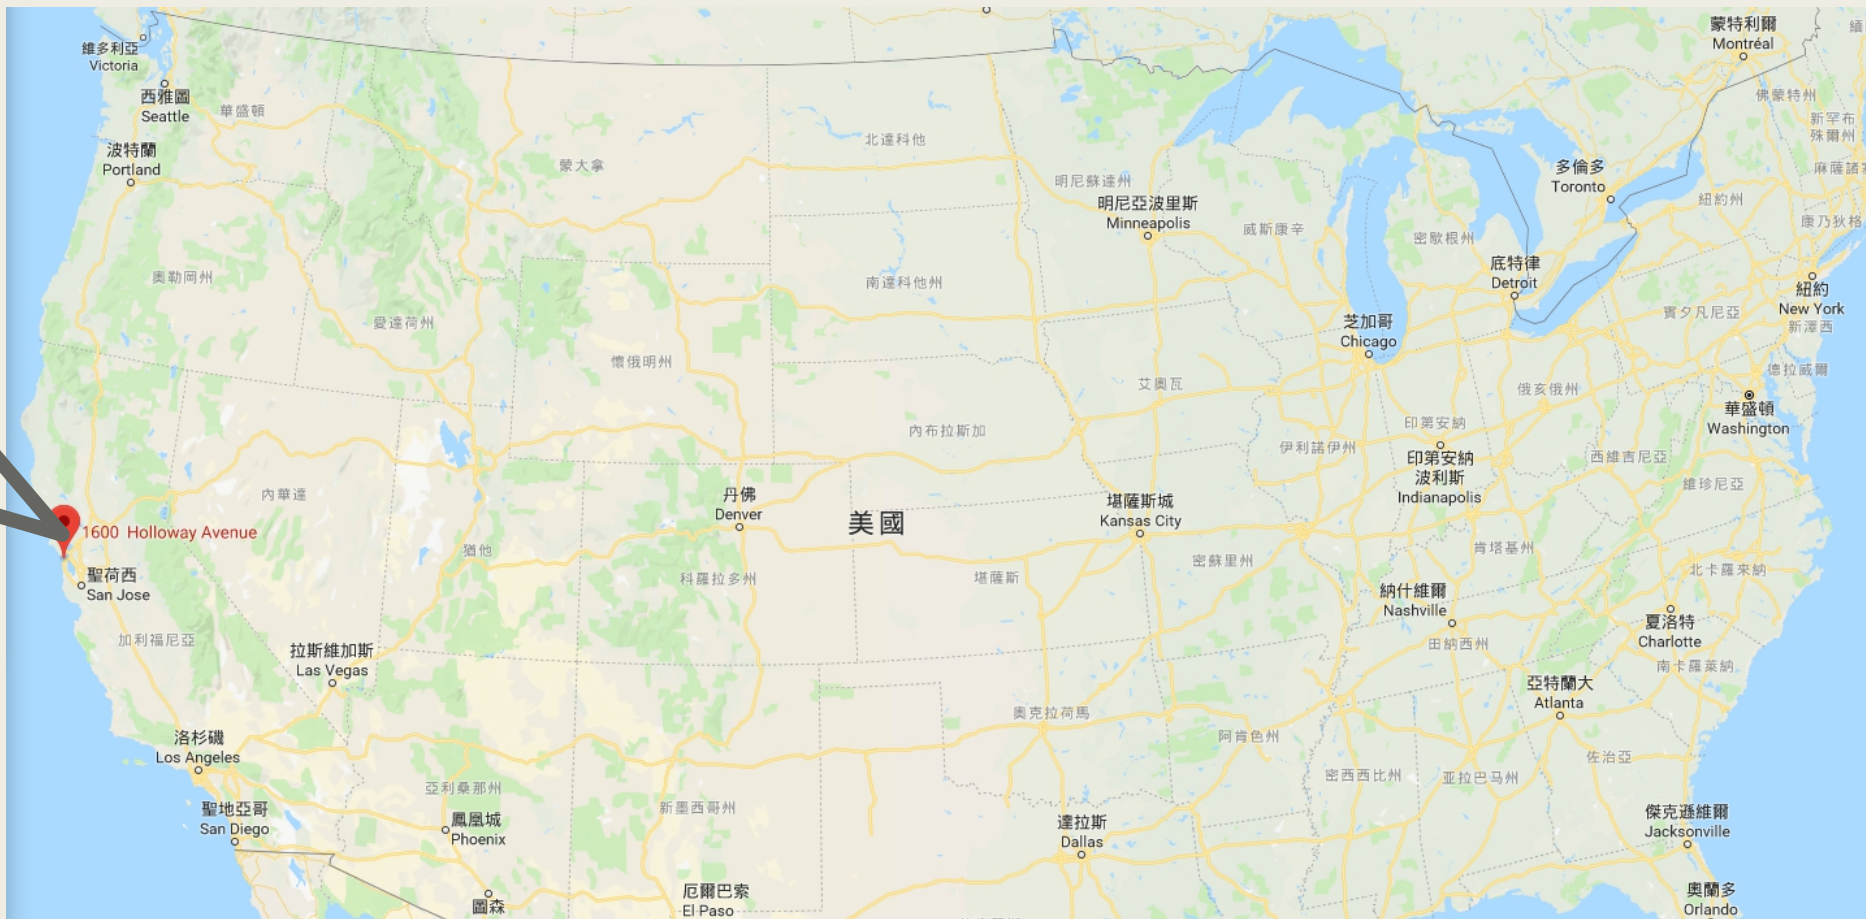 蒙特利爾
Montréal
維多利亞
Victoria
西雅圖
Seattle
華盛頓
佛蒙特州
新罕布
殊爾州
北達科他
波特蘭
Portland
蒙大拿
多倫多
Toronto
麻薩諸
明尼蘇達州
明尼亞波里斯
Minneapolis
紐約州
康乃狄格
威斯康辛
密歇根州
底特律
Detroit
奧勒岡州
南達科他州
紐約
New York
愛達荷州
芝加哥
Chicago
賓夕凡尼亞
新澤西
懷俄明州
德拉威爾
艾奧瓦
俄亥俄州
華盛頓
Washington
內布拉斯加
印第安納
伊利諾伊州
西維吉尼亞
印第安納
波利斯
Indianapolis
維珍尼亞
內華達
丹佛
Denver
堪薩斯城
Kansas City
美國
1600 Holloway Avenue
猶他
肯塔基州
密蘇里州
北卡羅來納
聖荷西
San Jose
科羅拉多州
堪薩斯
納什維爾
Nashville
夏洛特
Charlotte
加利福尼亞
田納西州
拉斯維加斯
Las Vegas
南卡羅萊納
亞特蘭大
Atlanta
奧克拉荷馬
阿肯色州
洛杉磯
Los Angeles
佐治亞
密西西比州
亚拉巴马州
亞利桑那州
新墨西哥州
聖地亞哥
San Diego
鳳凰城
Phoenix
達拉斯
Dallas
傑克遜維爾
Jacksonville
厄爾巴索
El Paso
圖森
奧蘭多
Orlando